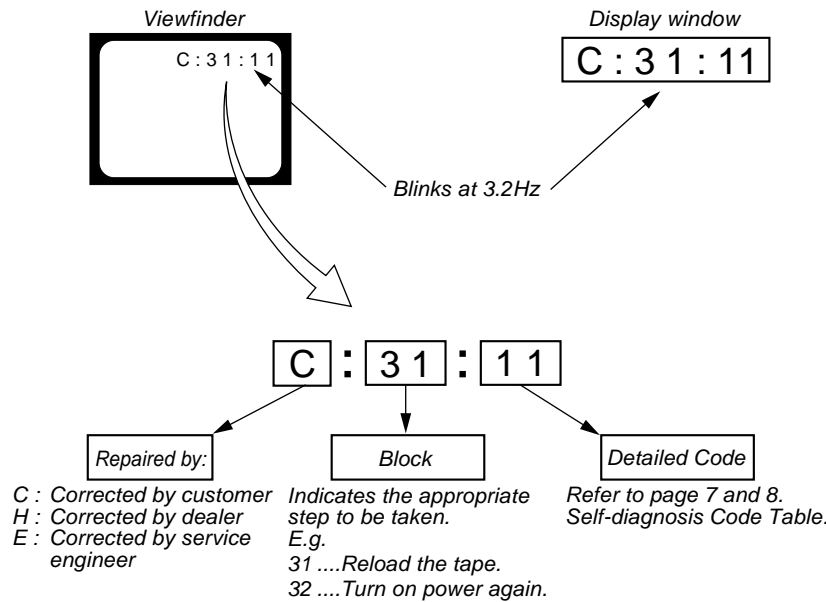 Viewfinder
Display window
C : 3 1 : 1 1
C : 3 1 : 11
Blinks at 3.2Hz
C : 3 1 : 1 1
Repaired by:
Block
Detailed Code
C : Corrected by customer
H : Corrected by dealer
E : Corrected by service
engineer
Indicates the appropriate
step to be taken.
E.g.
31 ....Reload the tape.
32 ....Turn on power again.
Refer to page 7 and 8.
Self-diagnosis Code Table.